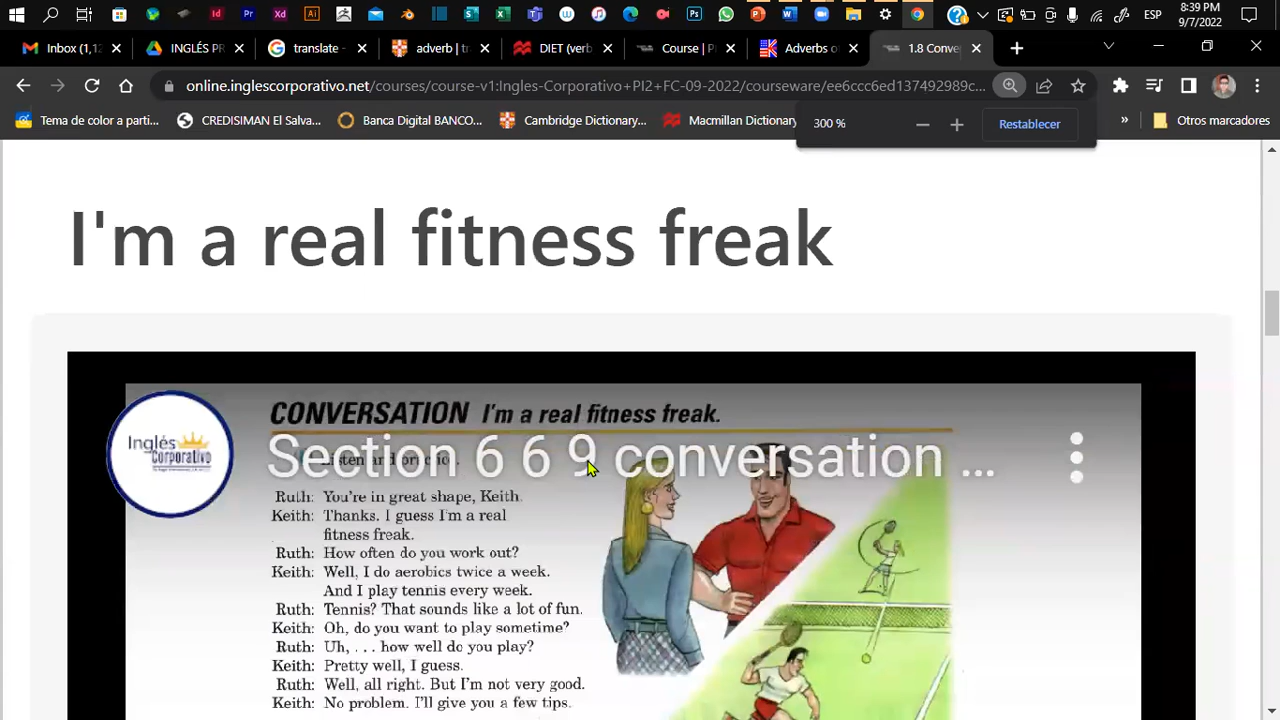 8:39 PM
ESP
9/7/2022
Inbx (1,12
INGLÉS PR
translate -
adverb | tr
DIET (verb
Course | Pr
Adverbs o
1.8 Conve
online.inglescorporativo.net/courses/course-v1:Ingles-Corporativo+PI2+FC-09-2022/courseware/ee6ccc6ed137492989c...
Tema de color a parti...
CREDISIMAN El Salva...
Banca Digital BANCO...
Cambridge Dictionary...
Macmillan Dictionary
»
Otros marcadores
300 %
Restablecer
I'm a real fitness freak
CONVERSATION I'm a real fitness freak.
Inglés Corporativo
Section 6 6 9 conversation ...
Listen and practice.
Ruth: You're in great shape, Keith.
Keith: Thanks. I guess I'm a real
fitness freak.
Ruth: How often do you work out?
Keith: Well, I do aerobics twice a week.
And I play tennis every week.
Ruth: Tennis? That sounds like a lot of fun.
Keith: Oh, do you want to play sometime?
Ruth: Uh, . . . how well do you play?
Keith: Pretty well, I guess.
Ruth: Well, all right. But I'm not very good.
Keith: No problem. I'll give you a few tips.